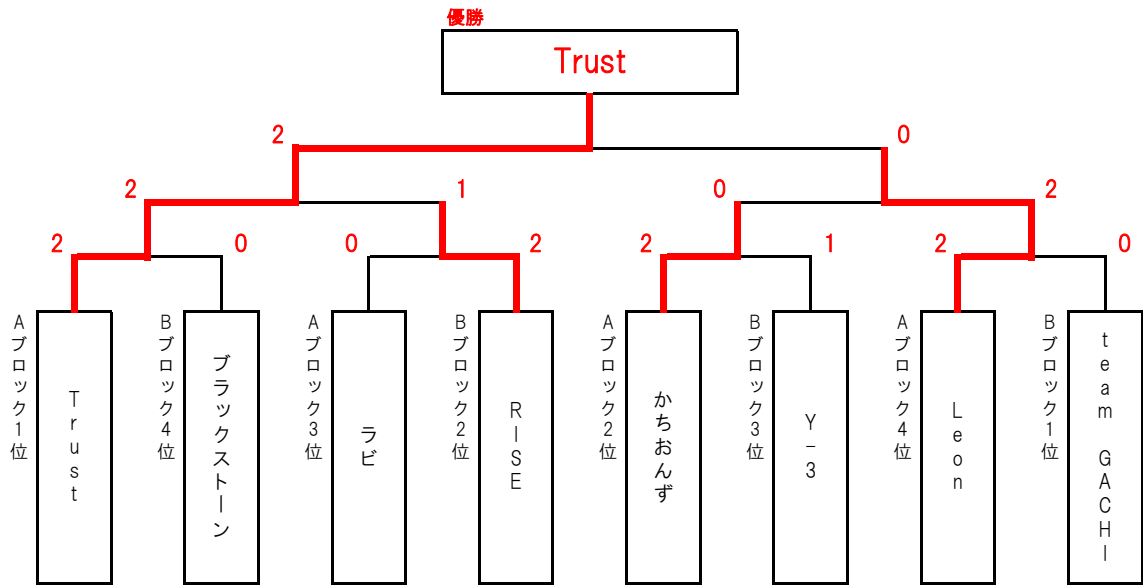 優勝
Trust
2 0
2 1 0 2
2 0 0 2 2 1 2 0
Aブロック1位
Trust
Bブロック4位
ブラックストーン
Aブロック3位
ラビ
Bブロック2位
RISE
Aブロック2位
かちおんず
Bブロック3位
Y-3
Aブロック4位
Leon
Bブロック1位
team GACHI